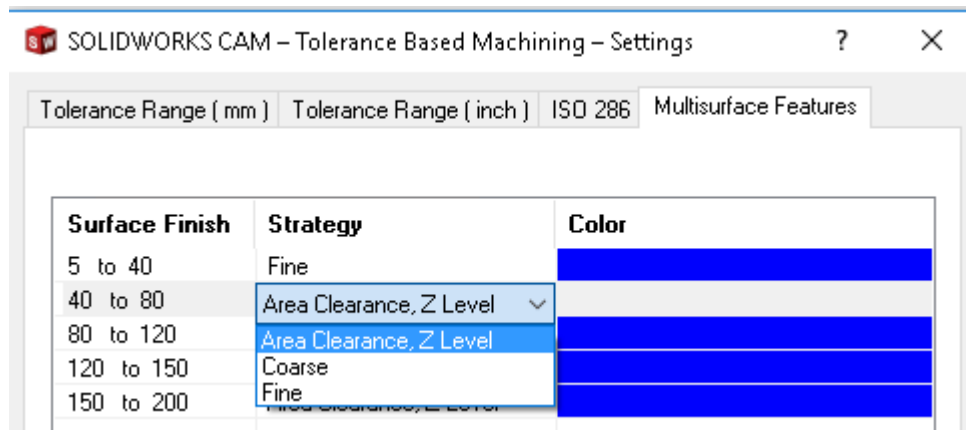 SW SOLIDWORKS CAM – Tolerance Based Machining – Settings ? ×
Tolerance Range ( mm ) Tolerance Range ( inch ) ISO 286 Multisurface Features
Surface Finish Strategy Color
5 to 40 Fine
40 to 80 Area Clearance, Z Level
80 to 120 Area Clearance, Z Level
120 to 150 Coarse
150 to 200 Fine